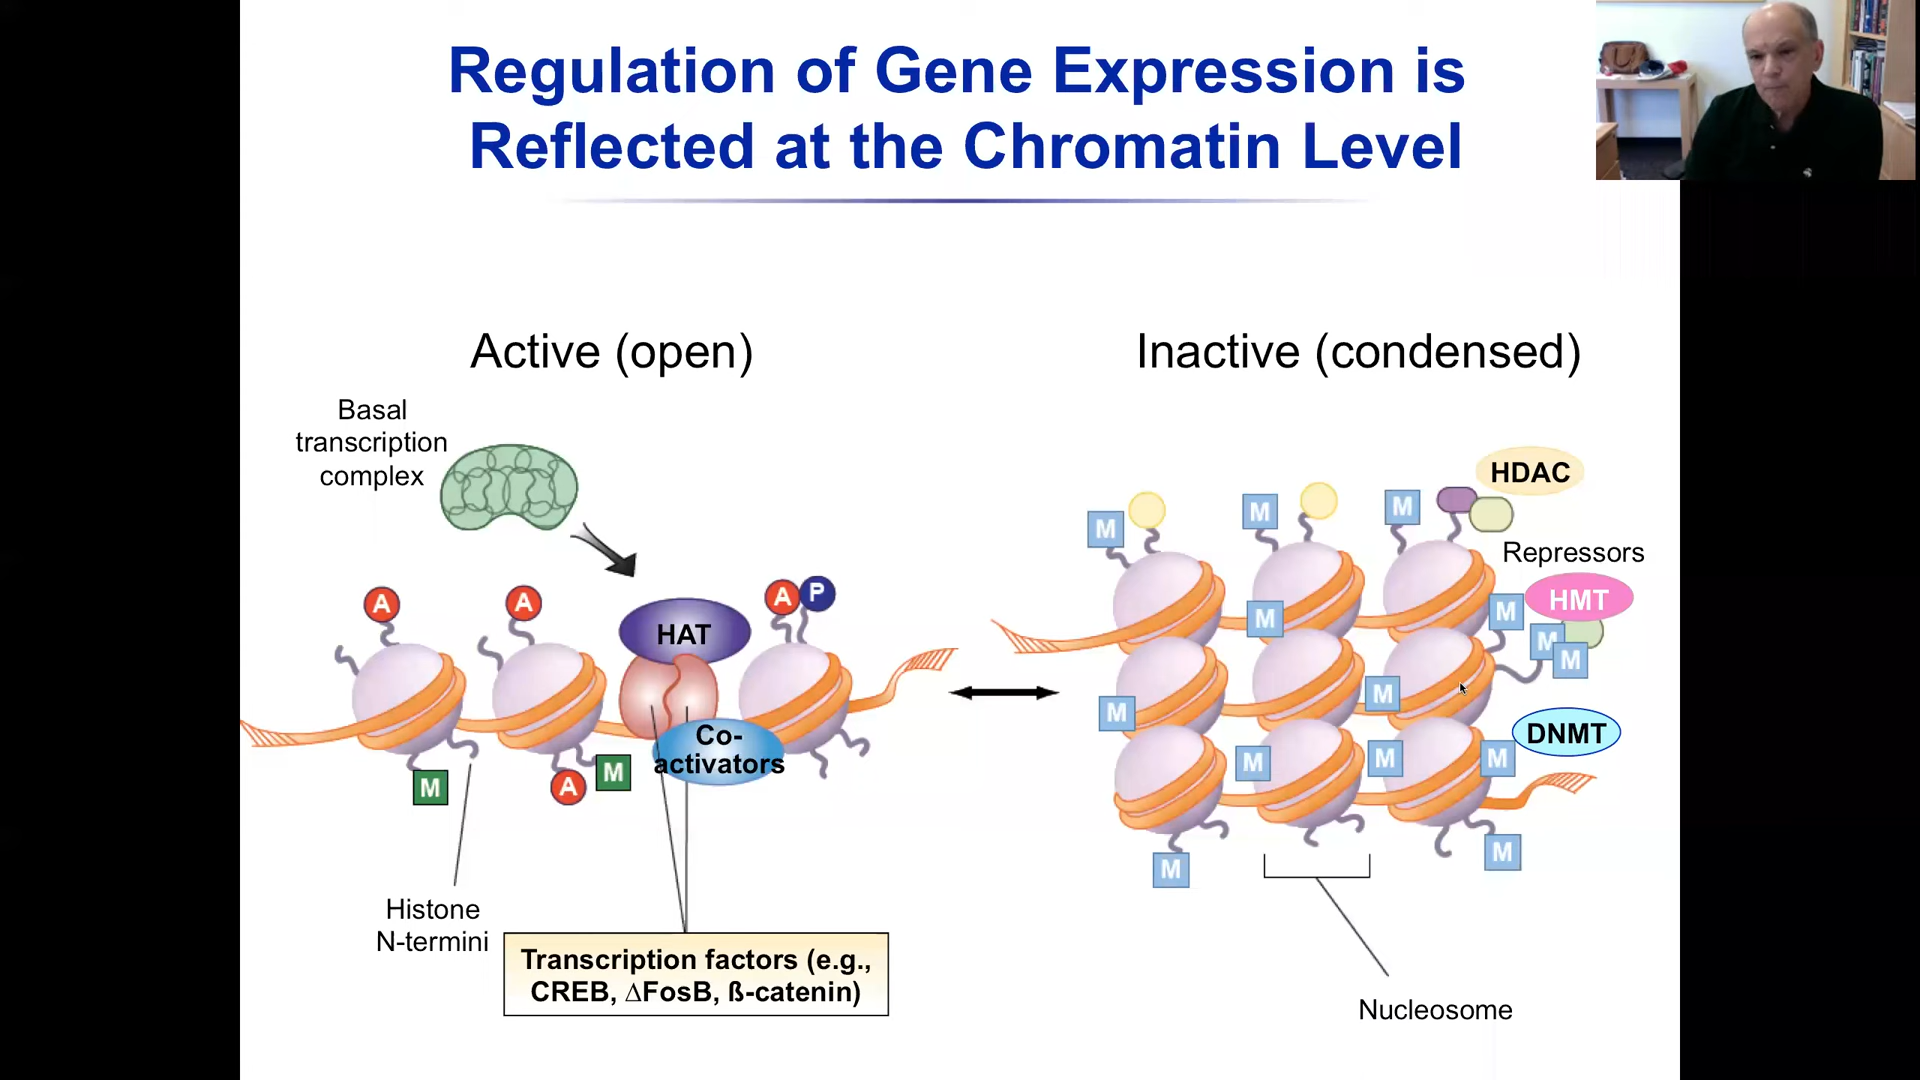 Regulation of Gene Expression is
Reflected at the Chromatin Level
Active (open)
Basal
transcription
complex
A
A
A
P
HAT
Co-
activators
M
A
M
Histone
N-termini
Transcription factors (e.g.,
CREB, ∆FosB, ß-catenin)
Inactive (condensed)
HDAC
M
M
M
Repressors
HMT
M
M
M
M
M
M
DNMT
M
M
M
M
M
Nucleosome